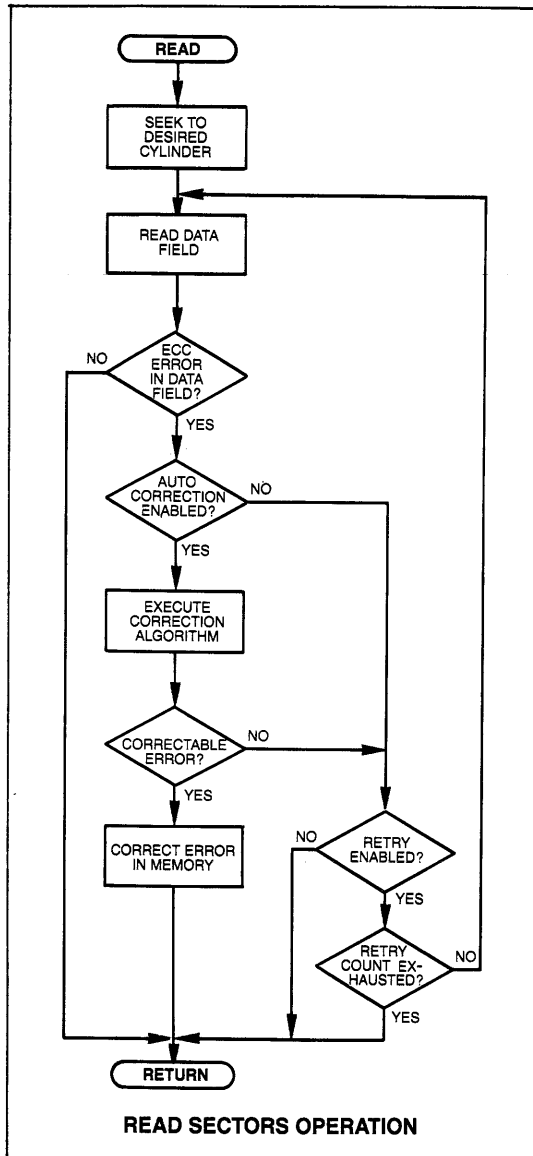 READ
SEEK TO
DESIRED
CYLINDER
READ DATA
FIELD
ECC
ERROR
IN DATA
FIELD?
NO
YES
AUTO
CORRECTION
ENABLED?
NO
YES
EXECUTE
CORRECTION
ALGORITHM
CORRECTABLE
ERROR?
NO
YES
CORRECT ERROR
IN MEMORY
RETRY
ENABLED?
NO
YES
RETRY
COUNT EX-
HAUSTED?
NO
YES
RETURN
READ SECTORS OPERATION